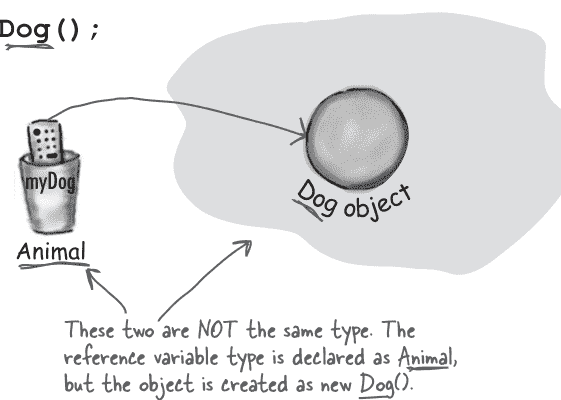 Dog();
myDog
Dog object
Animal
These two are NOT the same type. The
reference variable type is declared as Animal,
but the object is created as new Dog().